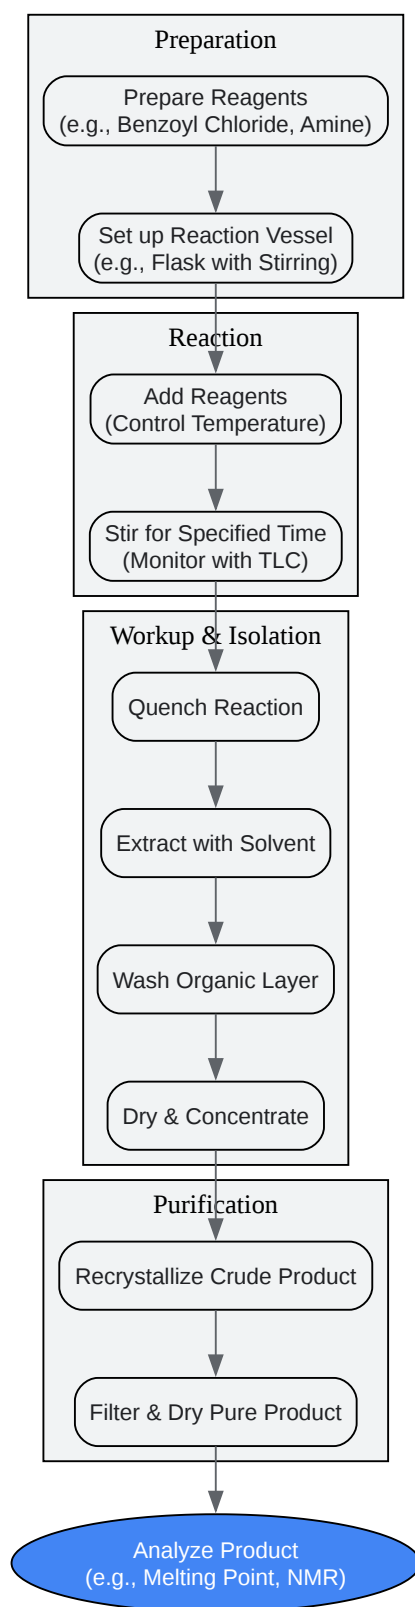 Preparation
Prepare Reagents
(e.g., Benzoyl Chloride, Amine)
Set up Reaction Vessel
(e.g., Flask with Stirring)
Reaction
Add Reagents
(Control Temperature)
Stir for Specified Time
(Monitor with TLC)
Workup & Isolation
Quench Reaction
Extract with Solvent
Wash Organic Layer
Dry & Concentrate
Purification
Recrystallize Crude Product
Filter & Dry Pure Product
Analyze Product
(e.g., Melting Point, NMR)